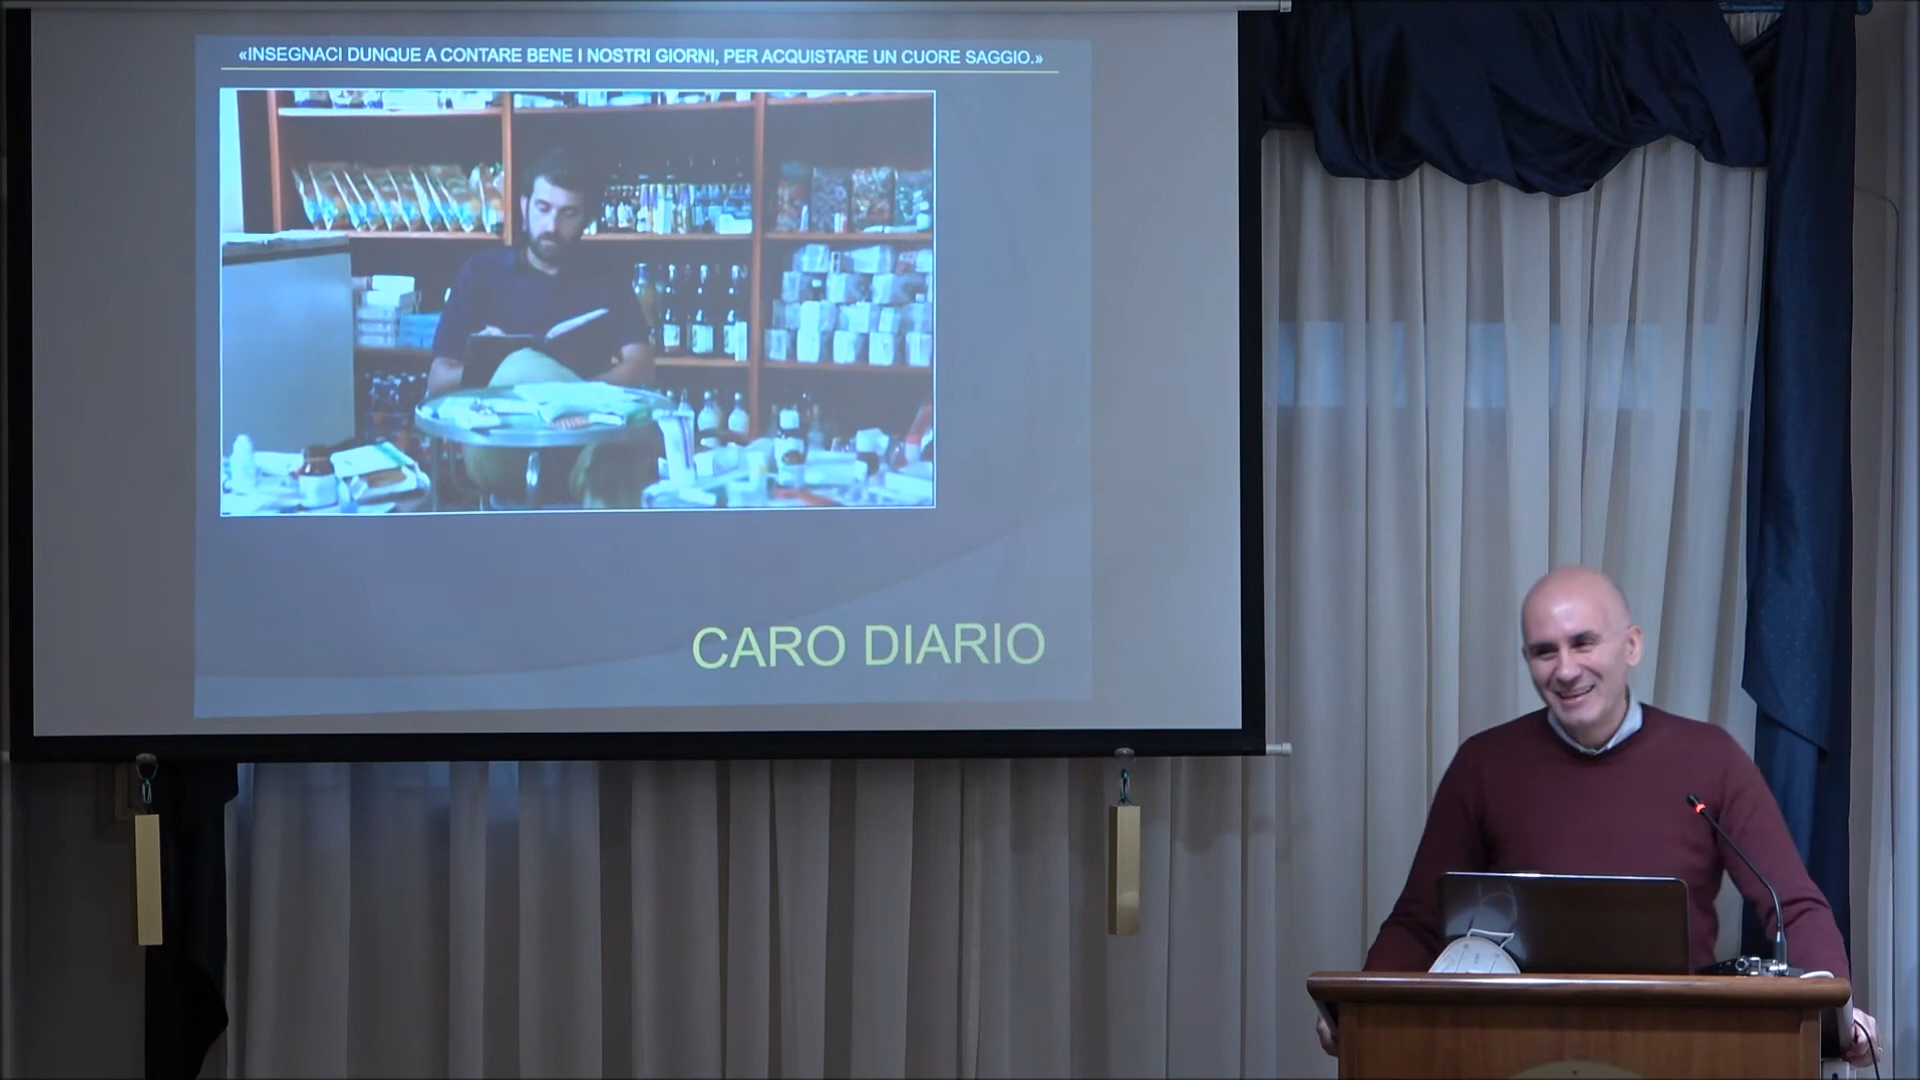 «INSEGNACI DUNQUE A CONTARE BENE I NOSTRI GIORNI, PER ACQUISTARE UN CUORE SAGGIO.»
CARO DIARIO